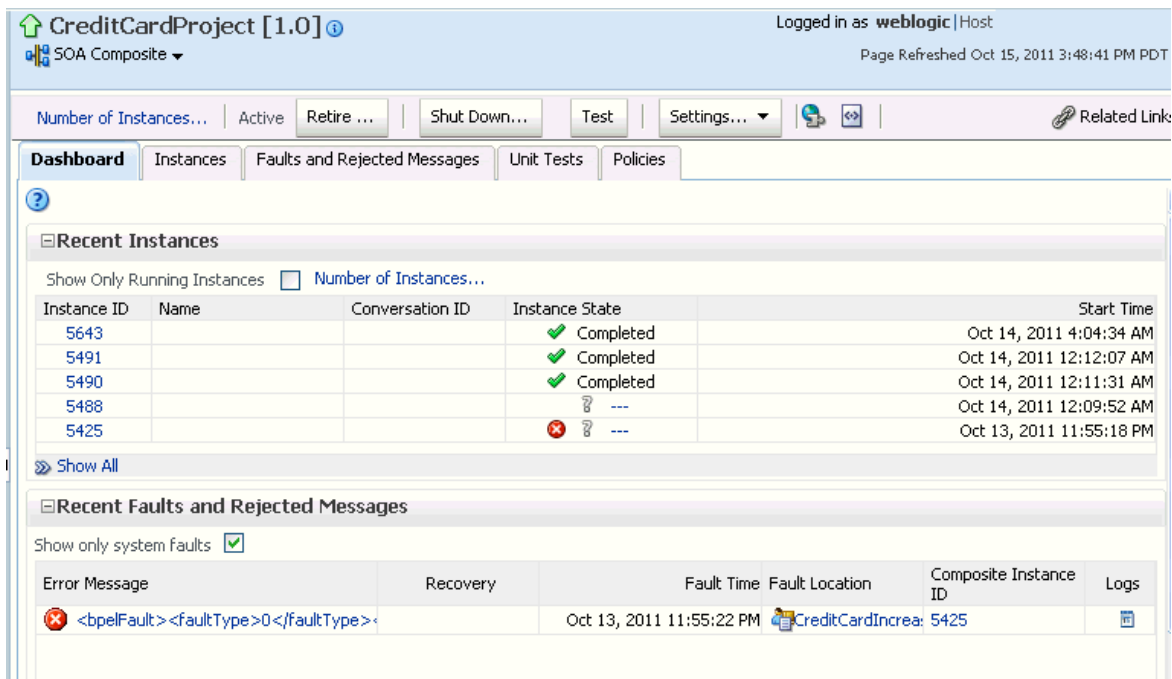 CreditCardProject [1.0]
Logged in as weblogic|Host
SOA Composite
Page Refreshed Oct 15, 2011 3:48:41 PM PDT
Number of Instances... Active Retire ... Shut Down... Test Settings... Related Links
Dashboard Instances Faults and Rejected Messages Unit Tests Policies
Recent Instances
Show Only Running Instances Number of Instances...
Instance ID Name Conversation ID Instance State Start Time
5643 Completed Oct 14, 2011 4:04:34 AM
5491 Completed Oct 14, 2011 12:12:07 AM
5490 Completed Oct 14, 2011 12:11:31 AM
5488 --- Oct 14, 2011 12:09:52 AM
5425 --- Oct 13, 2011 11:55:18 PM
Show All
Recent Faults and Rejected Messages
Show only system faults
Error Message Recovery Fault Time Fault Location Composite Instance ID Logs
<bpelFault><faultType>0</faultType>< Oct 13, 2011 11:55:22 PM CreditCardIncrea 5425